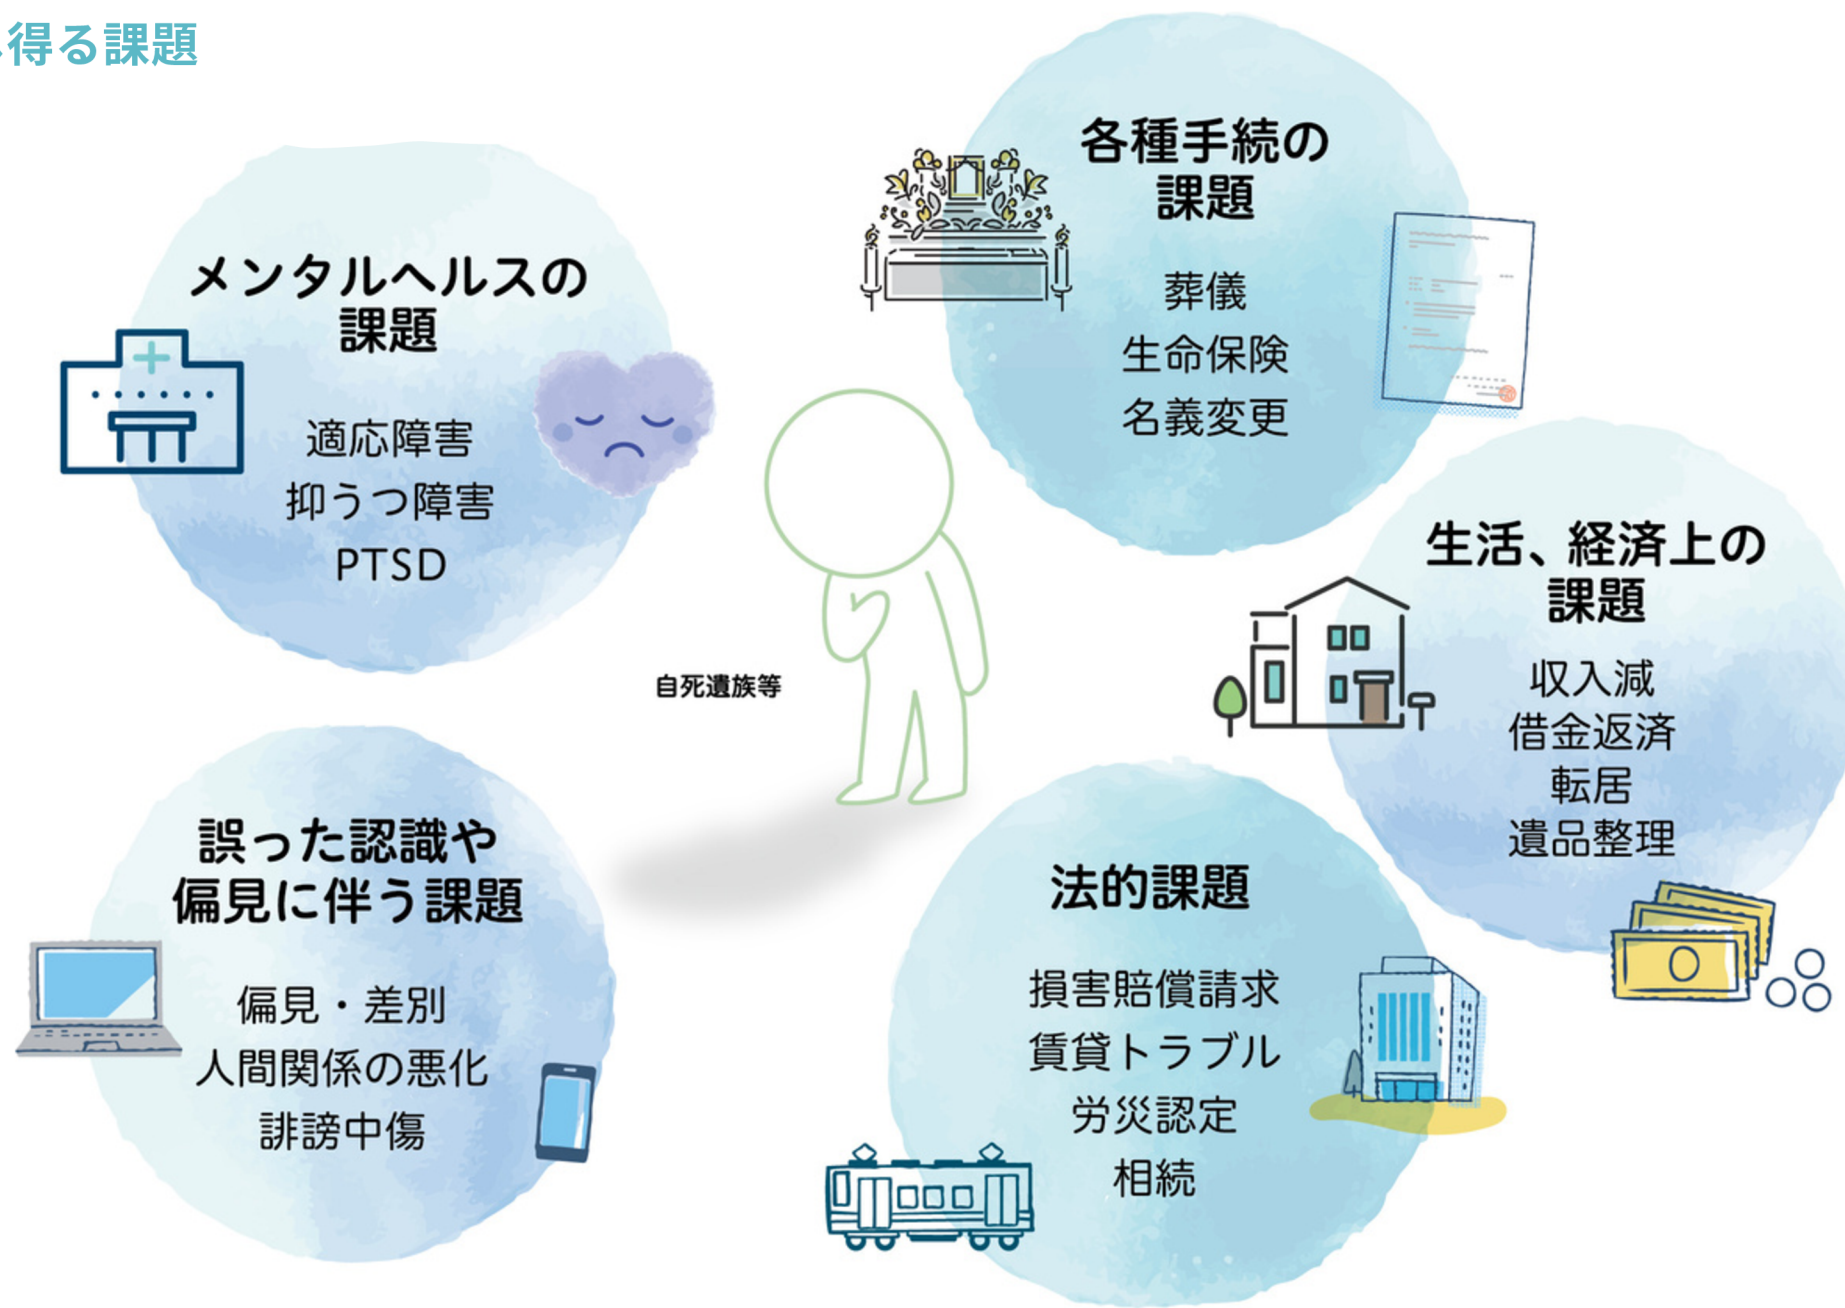 得る課題
メンタルヘルスの
課題
適応障害
抑うつ障害
PTSD
各種手続の
課題
葬儀
生命保険
名義変更
生活、経済上の
課題
収入減
借金返済
転居
遺品整理
自死遺族等
誤った認識や
偏見に伴う課題
偏見・差別
人間関係の悪化
誹謗中傷
法的課題
損害賠償請求
賃貸トラブル
労災認定
相続